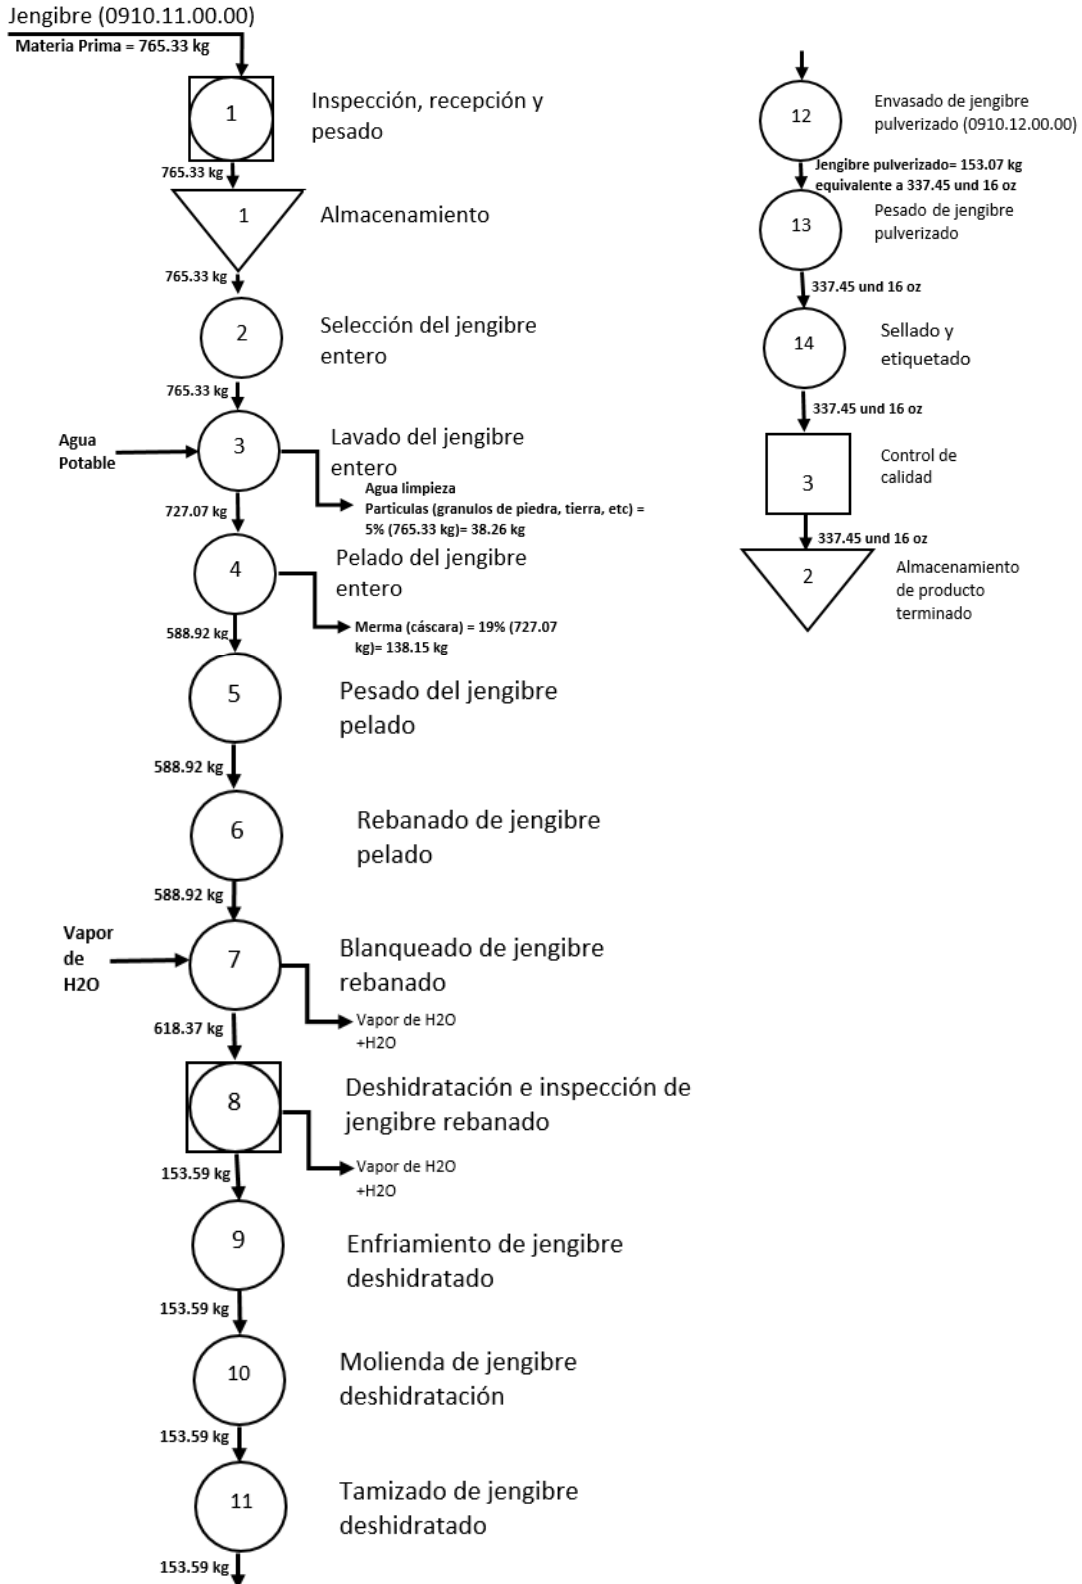 Jengibre (0910.11.00.00)
Materia Prima = 765.33 kg
1
Inspección, recepción y
pesado
765.33 kg
1
Almacenamiento
765.33 kg
2
Selección del jengibre
entero
765.33 kg
Agua
Potable
3
Lavado del jengibre
entero
Agua limpieza
Particulas (granulos de piedra, tierra, etc) =
5% (765.33 kg)= 38.26 kg
727.07 kg
4
Pelado del jengibre
entero
Merma (cáscara) = 19% (727.07
kg)= 138.15 kg
588.92 kg
5
Pesado del jengibre
pelado
588.92 kg
6
Rebanado de jengibre
pelado
588.92 kg
Vapor
de
H2O
7
Blanqueado de jengibre
rebanado
Vapor de H2O
+H2O
618.37 kg
8
Deshidratación e inspección de
jengibre rebanado
Vapor de H2O
+H2O
153.59 kg
9
Enfriamiento de jengibre
deshidratado
153.59 kg
10
Molienda de jengibre
deshidratación
153.59 kg
11
Tamizado de jengibre
deshidratado
153.59 kg
12
Envasado de jengibre
pulverizado (0910.12.00.00)
Jengibre pulverizado= 153.07 kg
equivalente a 337.45 und 16 oz
13
Pesado de jengibre
pulverizado
337.45 und 16 oz
14
Sellado y
etiquetado
337.45 und 16 oz
3
Control de
calidad
337.45 und 16 oz
2
Almacenamiento
de producto
terminado